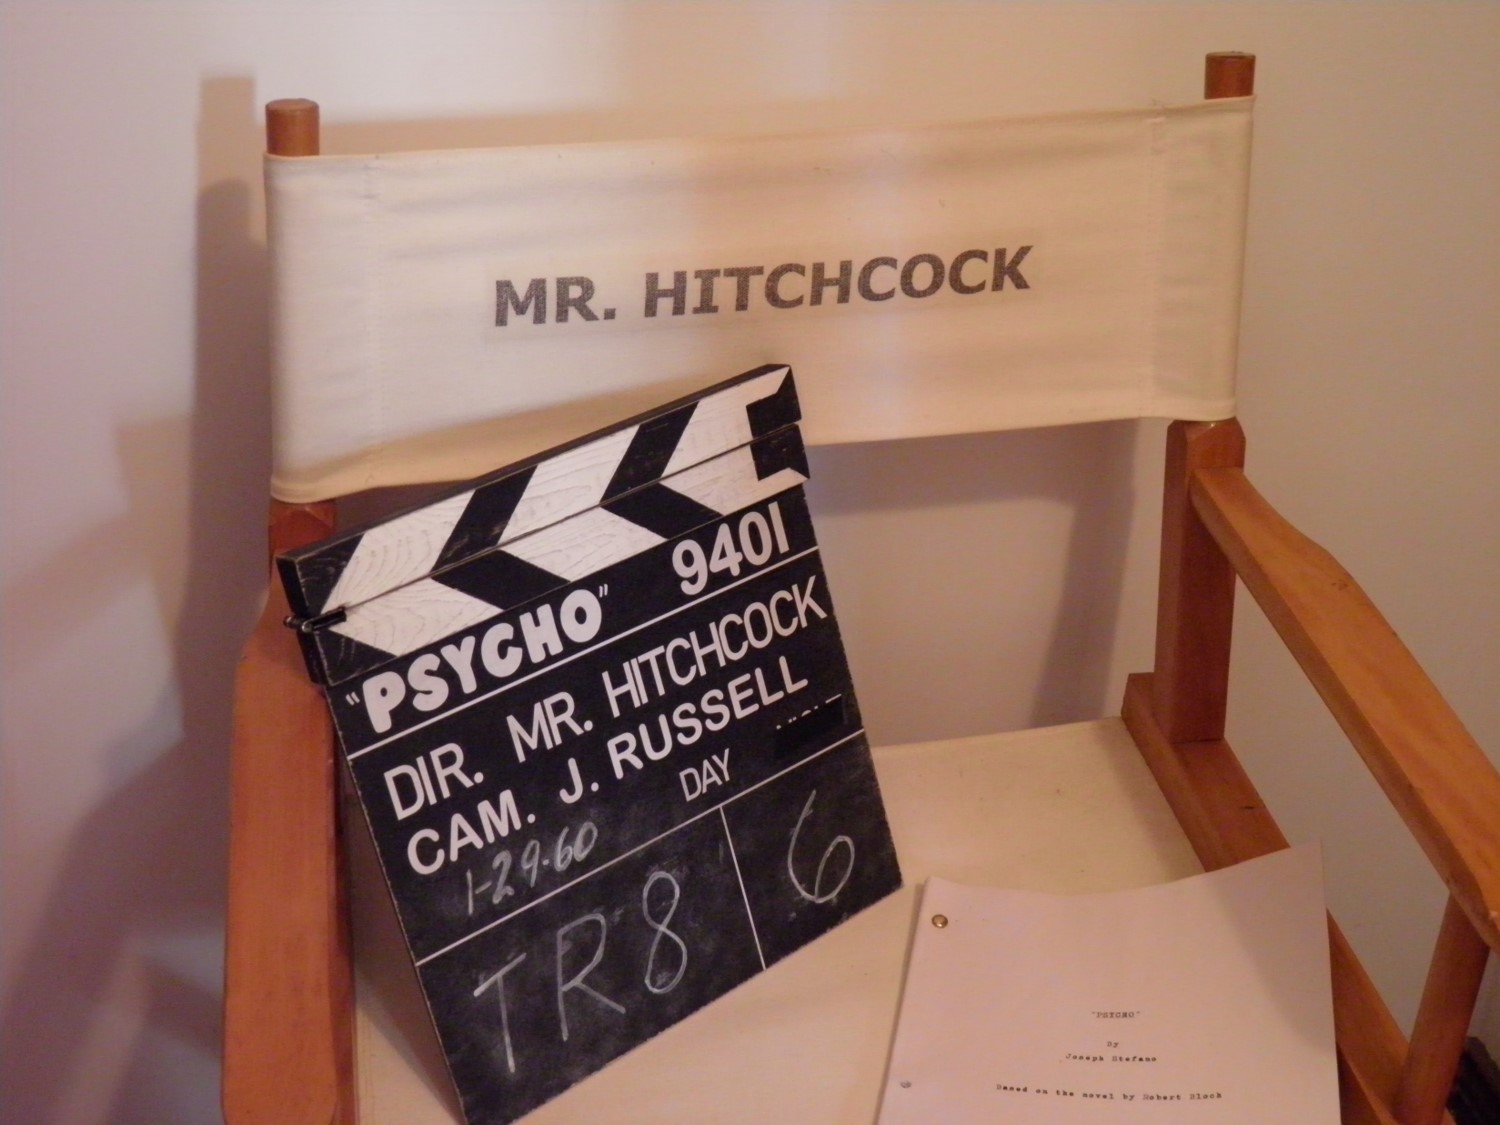 MR. HITCHCOCK
"PSYCHO" 9401
DIR. MR. HITCHCOCK
CAM. J. RUSSELL
1-29-60 DAY
TR8 6
"PSYCHO"
By
Joseph Stefano
Based on the novel by Robert Bloch